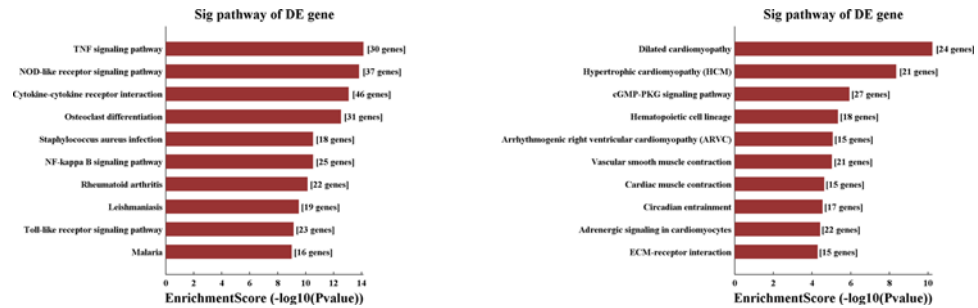 Sig pathway of DE gene
TNF signaling pathway [30 genes]
NOD-like receptor signaling pathway [37 genes]
Cytokine-cytokine receptor interaction [46 genes]
Osteoclast differentiation [31 genes]
Staphylococcus aureus infection [18 genes]
NF-kappa B signaling pathway [25 genes]
Rheumatoid arthritis [22 genes]
Leishmaniasis [19 genes]
Toll-like receptor signaling pathway [23 genes]
Malaria [16 genes]
0 2 4 6 8 10 12 14
EnrichmentScore (-log10(Pvalue))
Sig pathway of DE gene
Dilated cardiomyopathy [24 genes]
Hypertrophic cardiomyopathy (HCM) [21 genes]
cGMP-PKG signaling pathway [27 genes]
Hematopoietic cell lineage [18 genes]
Arrhythmogenic right ventricular cardiomyopathy (ARVC) [15 genes]
Vascular smooth muscle contraction [21 genes]
Cardiac muscle contraction [15 genes]
Circadian entrainment [17 genes]
Adrenergic signaling in cardiomyocytes [22 genes]
ECM-receptor interaction [15 genes]
0 2 4 6 8 10
EnrichmentScore (-log10(Pvalue))